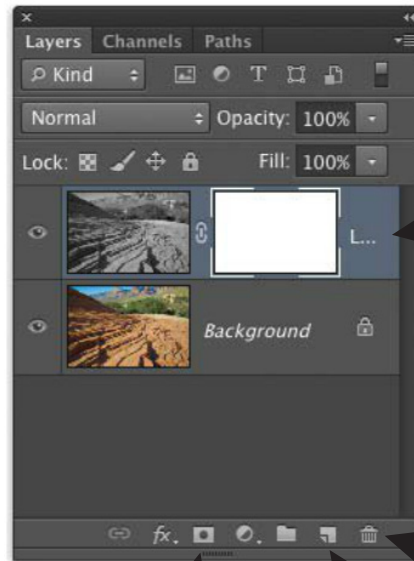 Layers Channels Paths
Kind
Normal Opacity: 100%
Lock: Fill: 100%
L...
Background
fx.